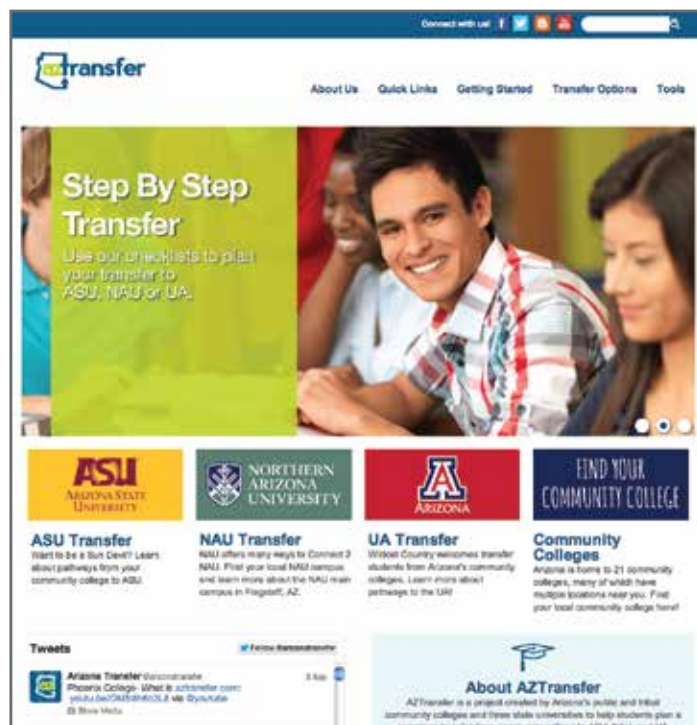 Connect with us!
aztransfer
About Us Quick Links Getting Started Transfer Options Tools
Step By Step
Transfer
Use our checklists to plan
your transfer to
ASU, NAU or UA.
ASU
ARIZONA STATE
UNIVERSITY
NORTHERN
ARIZONA
UNIVERSITY
A
ARIZONA
FIND YOUR
COMMUNITY COLLEGE
ASU Transfer
Want to be a Sun Devil? Learn
about pathways from your
community college to ASU.
NAU Transfer
NAU offers many ways to Connect 2
NAU. Find your local NAU campus
and learn more about the NAU main
campus in Flagstaff, AZ.
UA Transfer
Wildcat Country welcomes transfer
students from Arizona's community
colleges. Learn more about
pathways to the UA!
Community
Colleges
Arizona is home to 21 community
colleges, many of which have
multiple locations near you. Find
your local community college here!
Tweets
Follow @arizonatransfer
Arizona Transfer @arizonatransfer
Phoenix College- What is aztransfer.com:
via @youtube
About AZTransfer
AZTransfer is a project created by Arizona's public and tribal
community colleges and three state universities to help students plan a